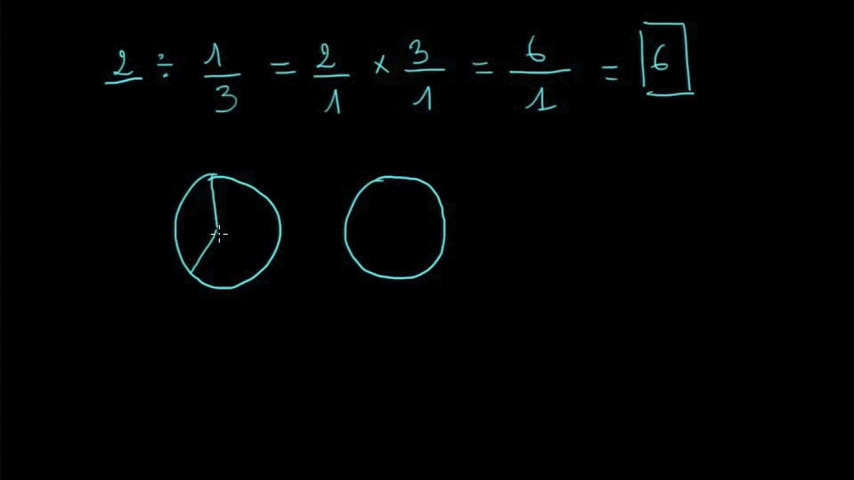 2 ÷ 1/3 = 2/1 × 3/1 = 6/1 = 6